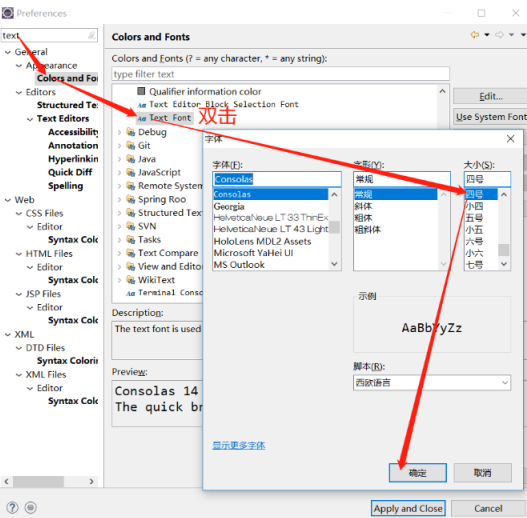 Preferences
text
General
Appearance
Colors and Fo
Editors
Structured Te
Text Editors
Accessibility
Annotation
Hyperlinkin
Quick Diff
Spelling
Web
CSS Files
Editor
Syntax Colo
HTML Files
Editor
Syntax Colo
JSP Files
Editor
Syntax Colo
XML
DTD Files
Syntax Colorin
XML Files
Editor
Syntax Colo
Colors and Fonts
Colors and Fonts (? = any character, * = any string):
type filter text
Qualifier information color
Aa Text Editor Block Selection Font
Aa Text Font 双击
Debug
Git
Java
JavaScript
Remote System
Spring Roo
Structured Text
SVN
Tasks
Text Compare
View and Editor
WikiText
Aa Terminal Conso
Edit...
Use System Font
Description:
The text font is used
Preview:
Consolas 14
The quick br
字体
字体(F):
Consolas
Consolas
Georgia
HelveticaNeue LT 33 ThinEx
HelveticaNeue LT 43 Light
HoloLens MDL2 Assets
Microsoft YaHei UI
MS Outlook
字形(Y):
常规
常规
斜体
粗体
粗斜体
大小(S):
四号
四号
小四
五号
小五
六号
小六
七号
示例
AaBbYyZz
脚本(R):
西欧语言
显示更多字体
确定
取消
Apply and Close
Cancel